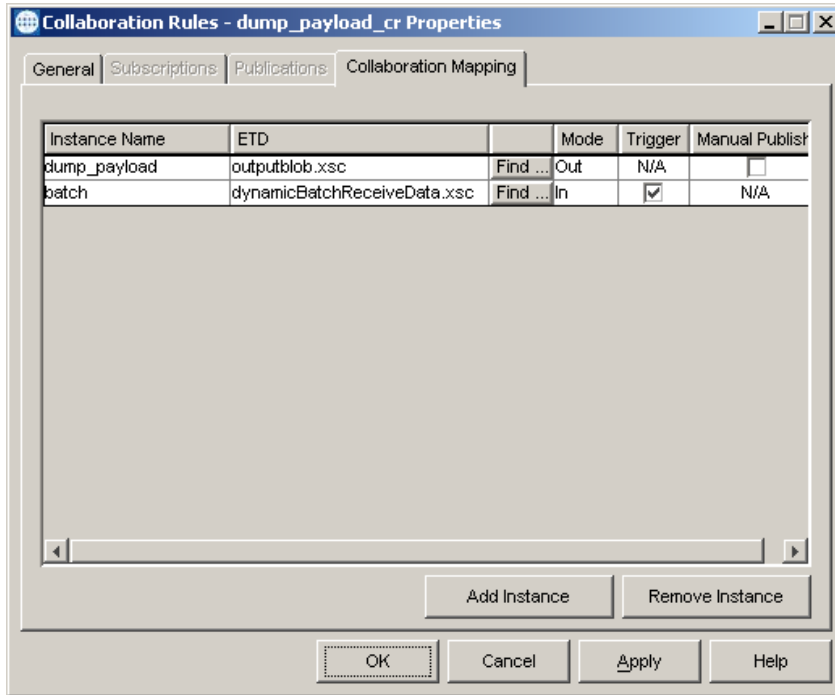 Collaboration Rules - dump_payload_cr Properties
General Subscriptions Publications Collaboration Mapping
Instance Name ETD Mode Trigger Manual Publish
dump_payload outputblob.xsc Find ... Out N/A
batch dynamicBatchReceiveData.xsc Find ... In N/A
Add Instance Remove Instance
OK Cancel Apply Help